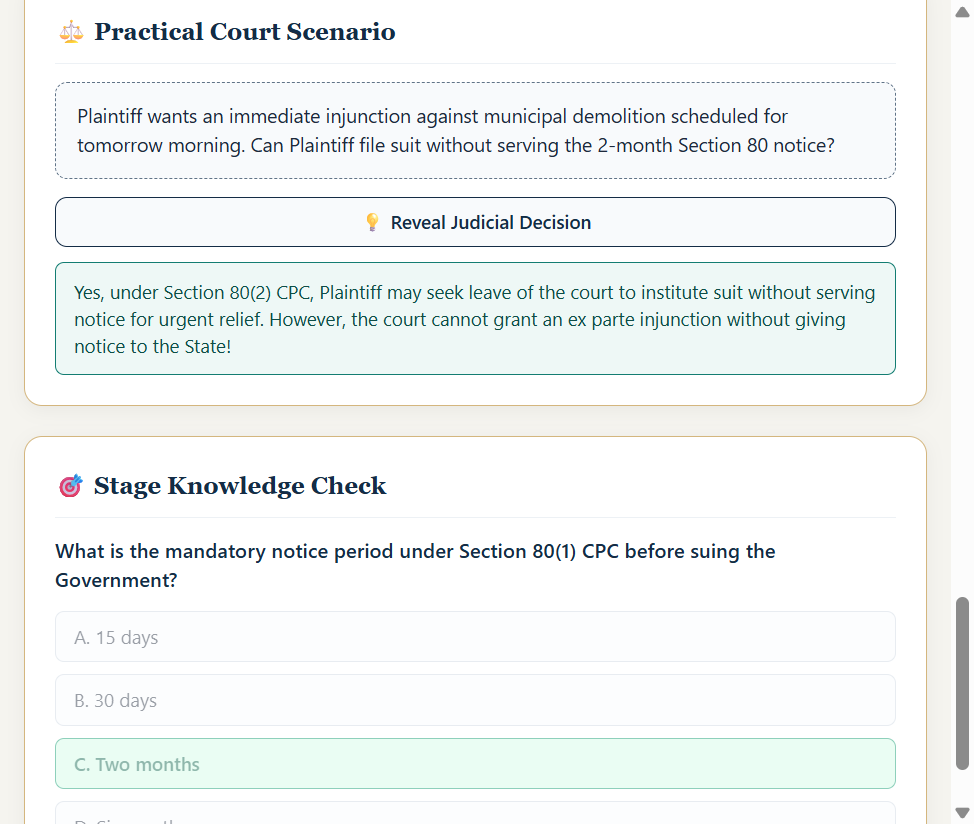 Practical Court Scenario
Plaintiff wants an immediate injunction against municipal demolition scheduled for
tomorrow morning. Can Plaintiff file suit without serving the 2-month Section 80 notice?
Reveal Judicial Decision
Yes, under Section 80(2) CPC, Plaintiff may seek leave of the court to institute suit without serving
notice for urgent relief. However, the court cannot grant an ex parte injunction without giving
notice to the State!
Stage Knowledge Check
What is the mandatory notice period under Section 80(1) CPC before suing the
Government?
A. 15 days
B. 30 days
C. Two months